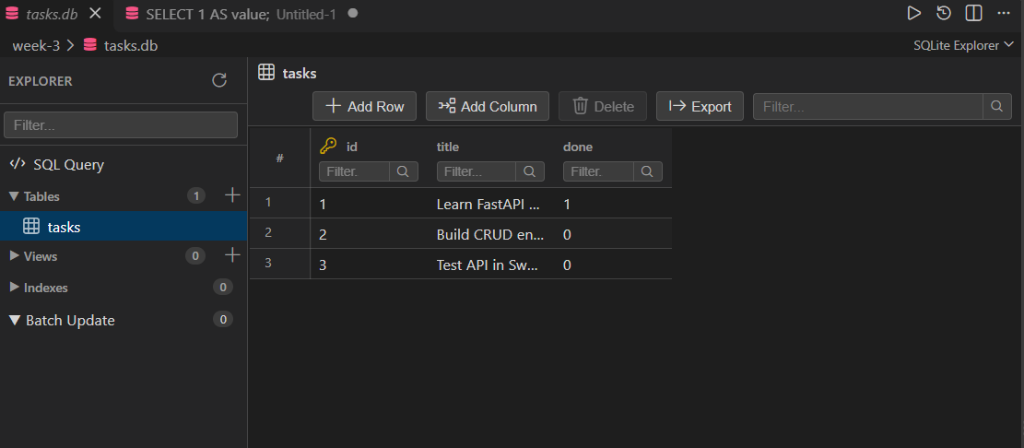 tasks.db SELECT 1 AS value; Untitled-1
week-3 tasks.db SQLite Explorer
EXPLORER
Filter...
SQL Query
Tables 1
tasks
Views 0
Indexes 0
Batch Update 0
tasks
Add Row Add Column Delete Export Filter...
# id title done
Filter. Filter... Filter.
1 1 Learn FastAPI ... 1
2 2 Build CRUD en... 0
3 3 Test API in Sw... 0